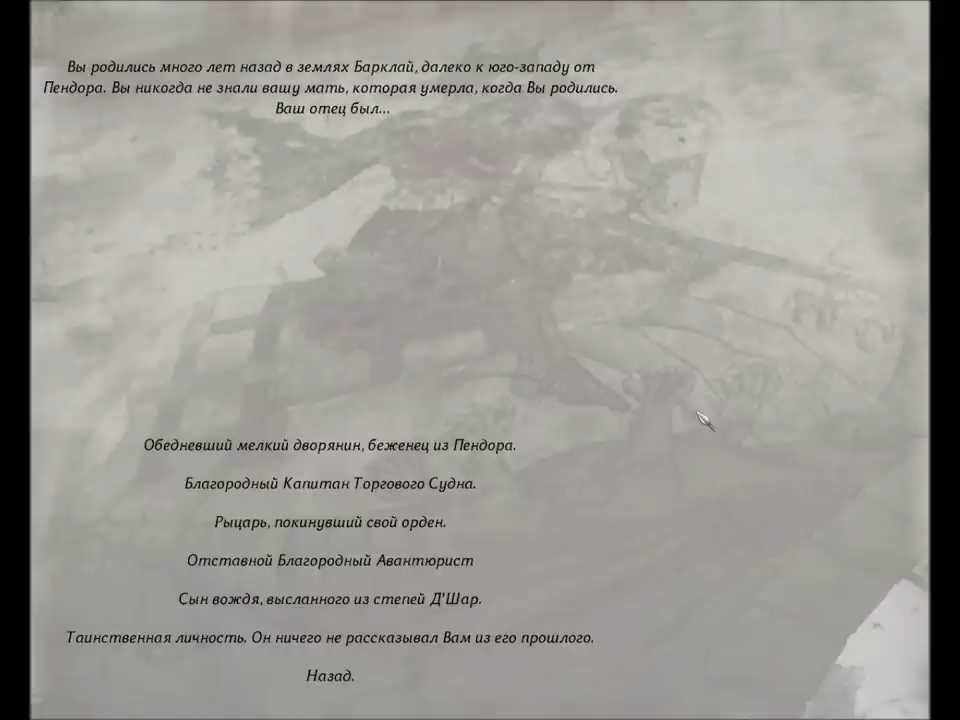 Вы родились много лет назад в землях Барклай, далеко к юго-западу от
Пендора. Вы никогда не знали вашу мать, которая умерла, когда Вы родились.
Ваш отец был...
Обедневший мелкий дворянин, беженец из Пендора.
Благородный Капитан Торгового Судна.
Рыцарь, покинувший свой орден.
Отставной Благородный Авантюрист
Сын вождя, высланного из степей Д'Шар.
Таинственная личность. Он ничего не рассказывал Вам из его прошлого.
Назад.